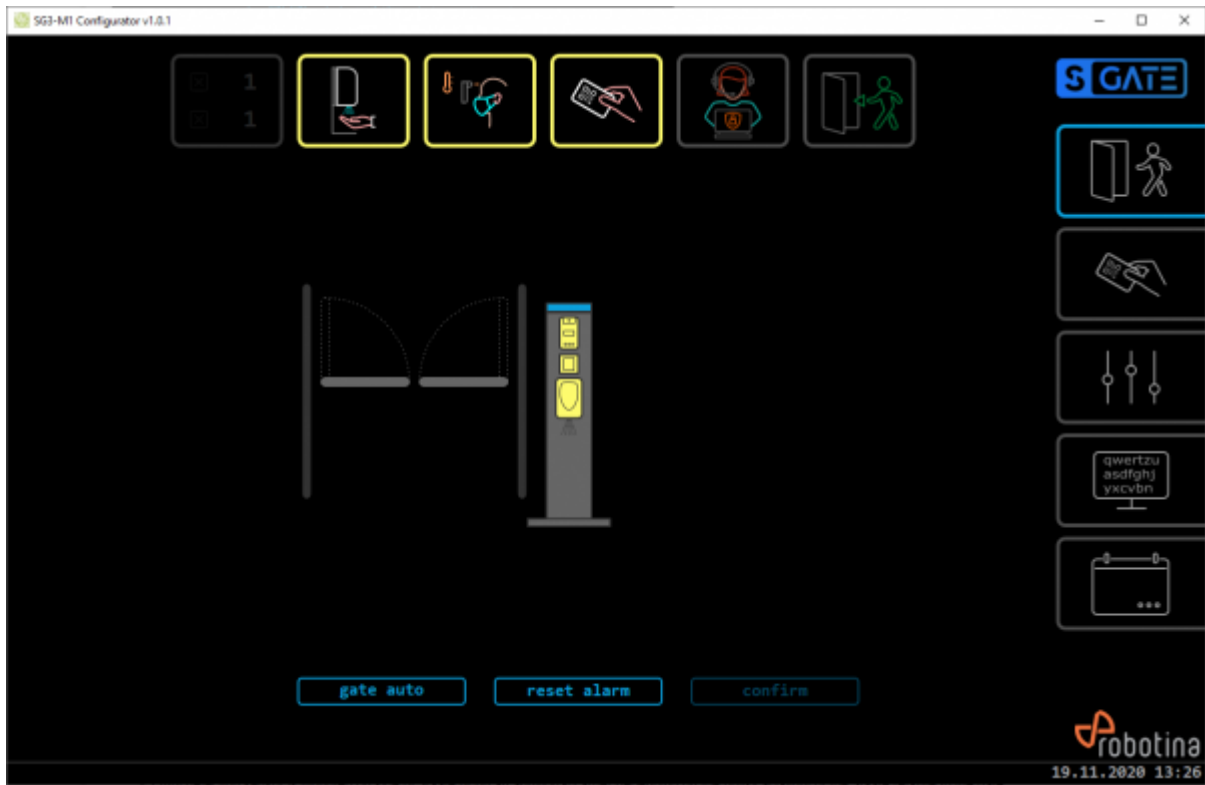 SG3-M1 Configurator v1.0.1
1
1
S GATE
qwertzu
asdfghj
yxcvbn
gate auto
reset alarm
confirm
robotina
19.11.2020 13:26